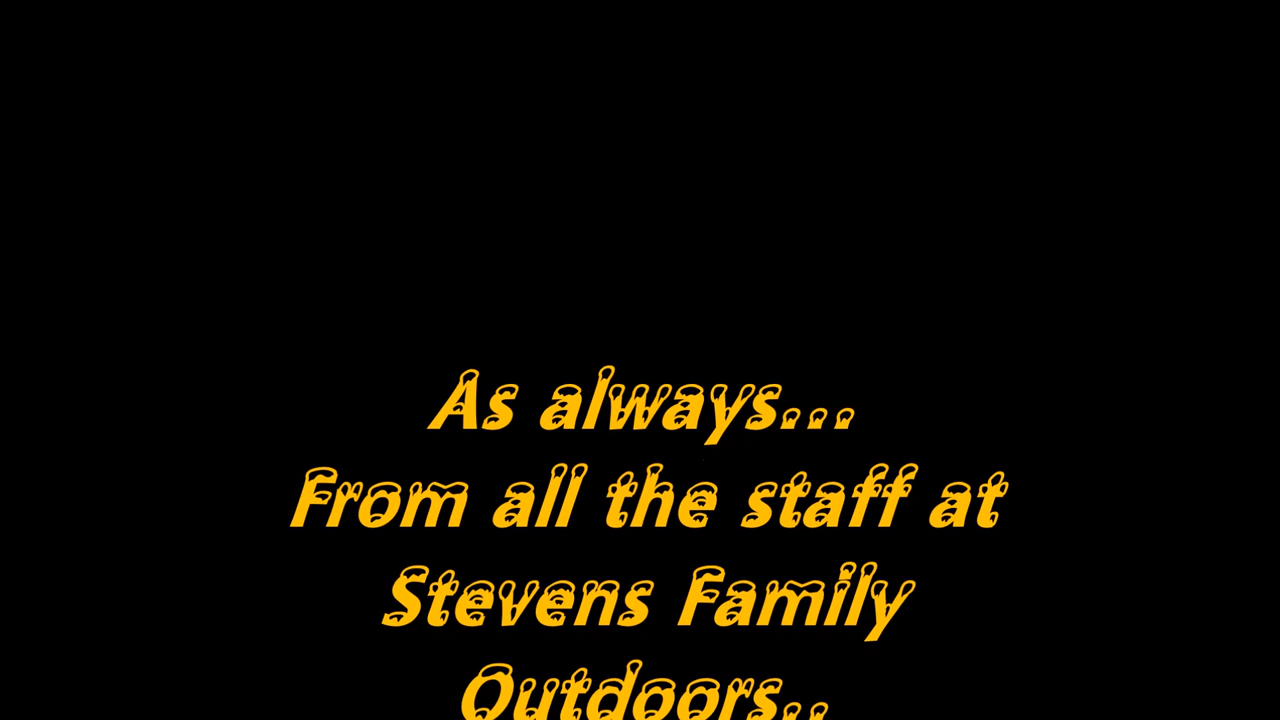 As always...
From all the staff at
Stevens Family
Outdoors..